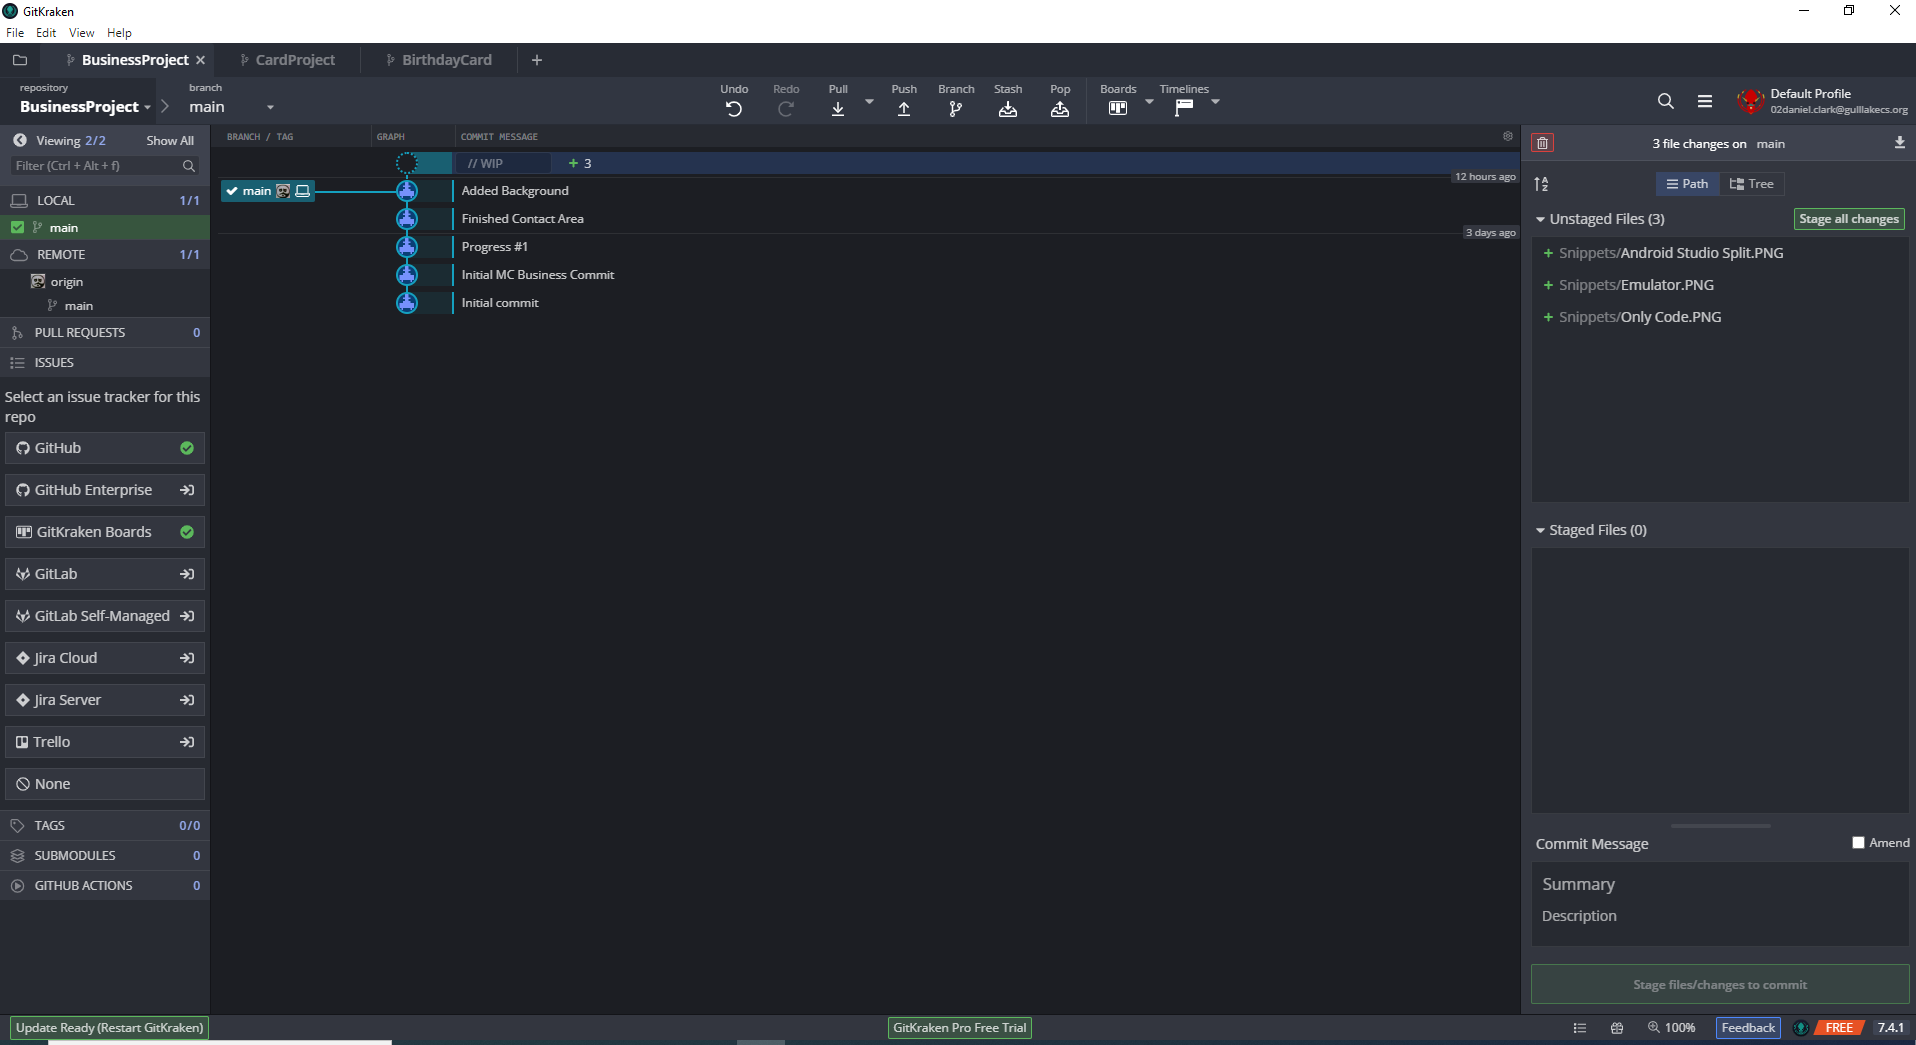 GitKraken
File Edit View Help
BusinessProject
CardProject
BirthdayCard
repository
BusinessProject
branch
main
Undo
Redo
Pull
Push
Branch
Stash
Pop
Boards
Timelines
Default Profile
02daniel.clark@gulllakecs.org
Viewing 2/2 Show All
Filter (Ctrl + Alt + f)
LOCAL 1/1
main
REMOTE 1/1
origin
main
PULL REQUESTS 0
ISSUES
Select an issue tracker for this
repo
GitHub
GitHub Enterprise
GitKraken Boards
GitLab
GitLab Self-Managed
Jira Cloud
Jira Server
Trello
None
TAGS 0/0
SUBMODULES 0
GITHUB ACTIONS 0
BRANCH / TAG GRAPH COMMIT MESSAGE
// WIP + 3
12 hours ago
main Added Background
Finished Contact Area
3 days ago
Progress #1
Initial MC Business Commit
Initial commit
3 file changes on main
Path Tree
Unstaged Files (3) Stage all changes
+ Snippets/Android Studio Split.PNG
+ Snippets/Emulator.PNG
+ Snippets/Only Code.PNG
Staged Files (0)
Commit Message Amend
Summary
Description
Stage files/changes to commit
Update Ready (Restart GitKraken)
GitKraken Pro Free Trial
100% Feedback FREE 7.4.1